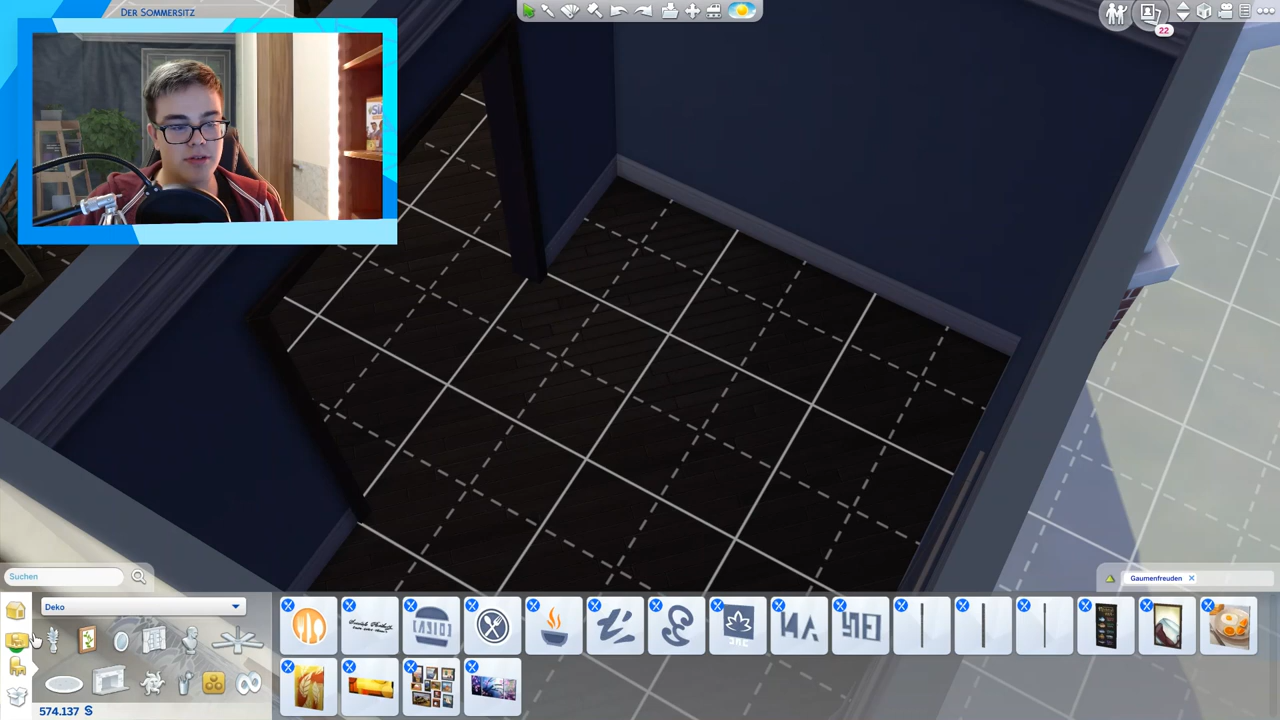 DER SOMMERSITZ
22
Suchen
Deko
Gaumenfreuden
574.137 S